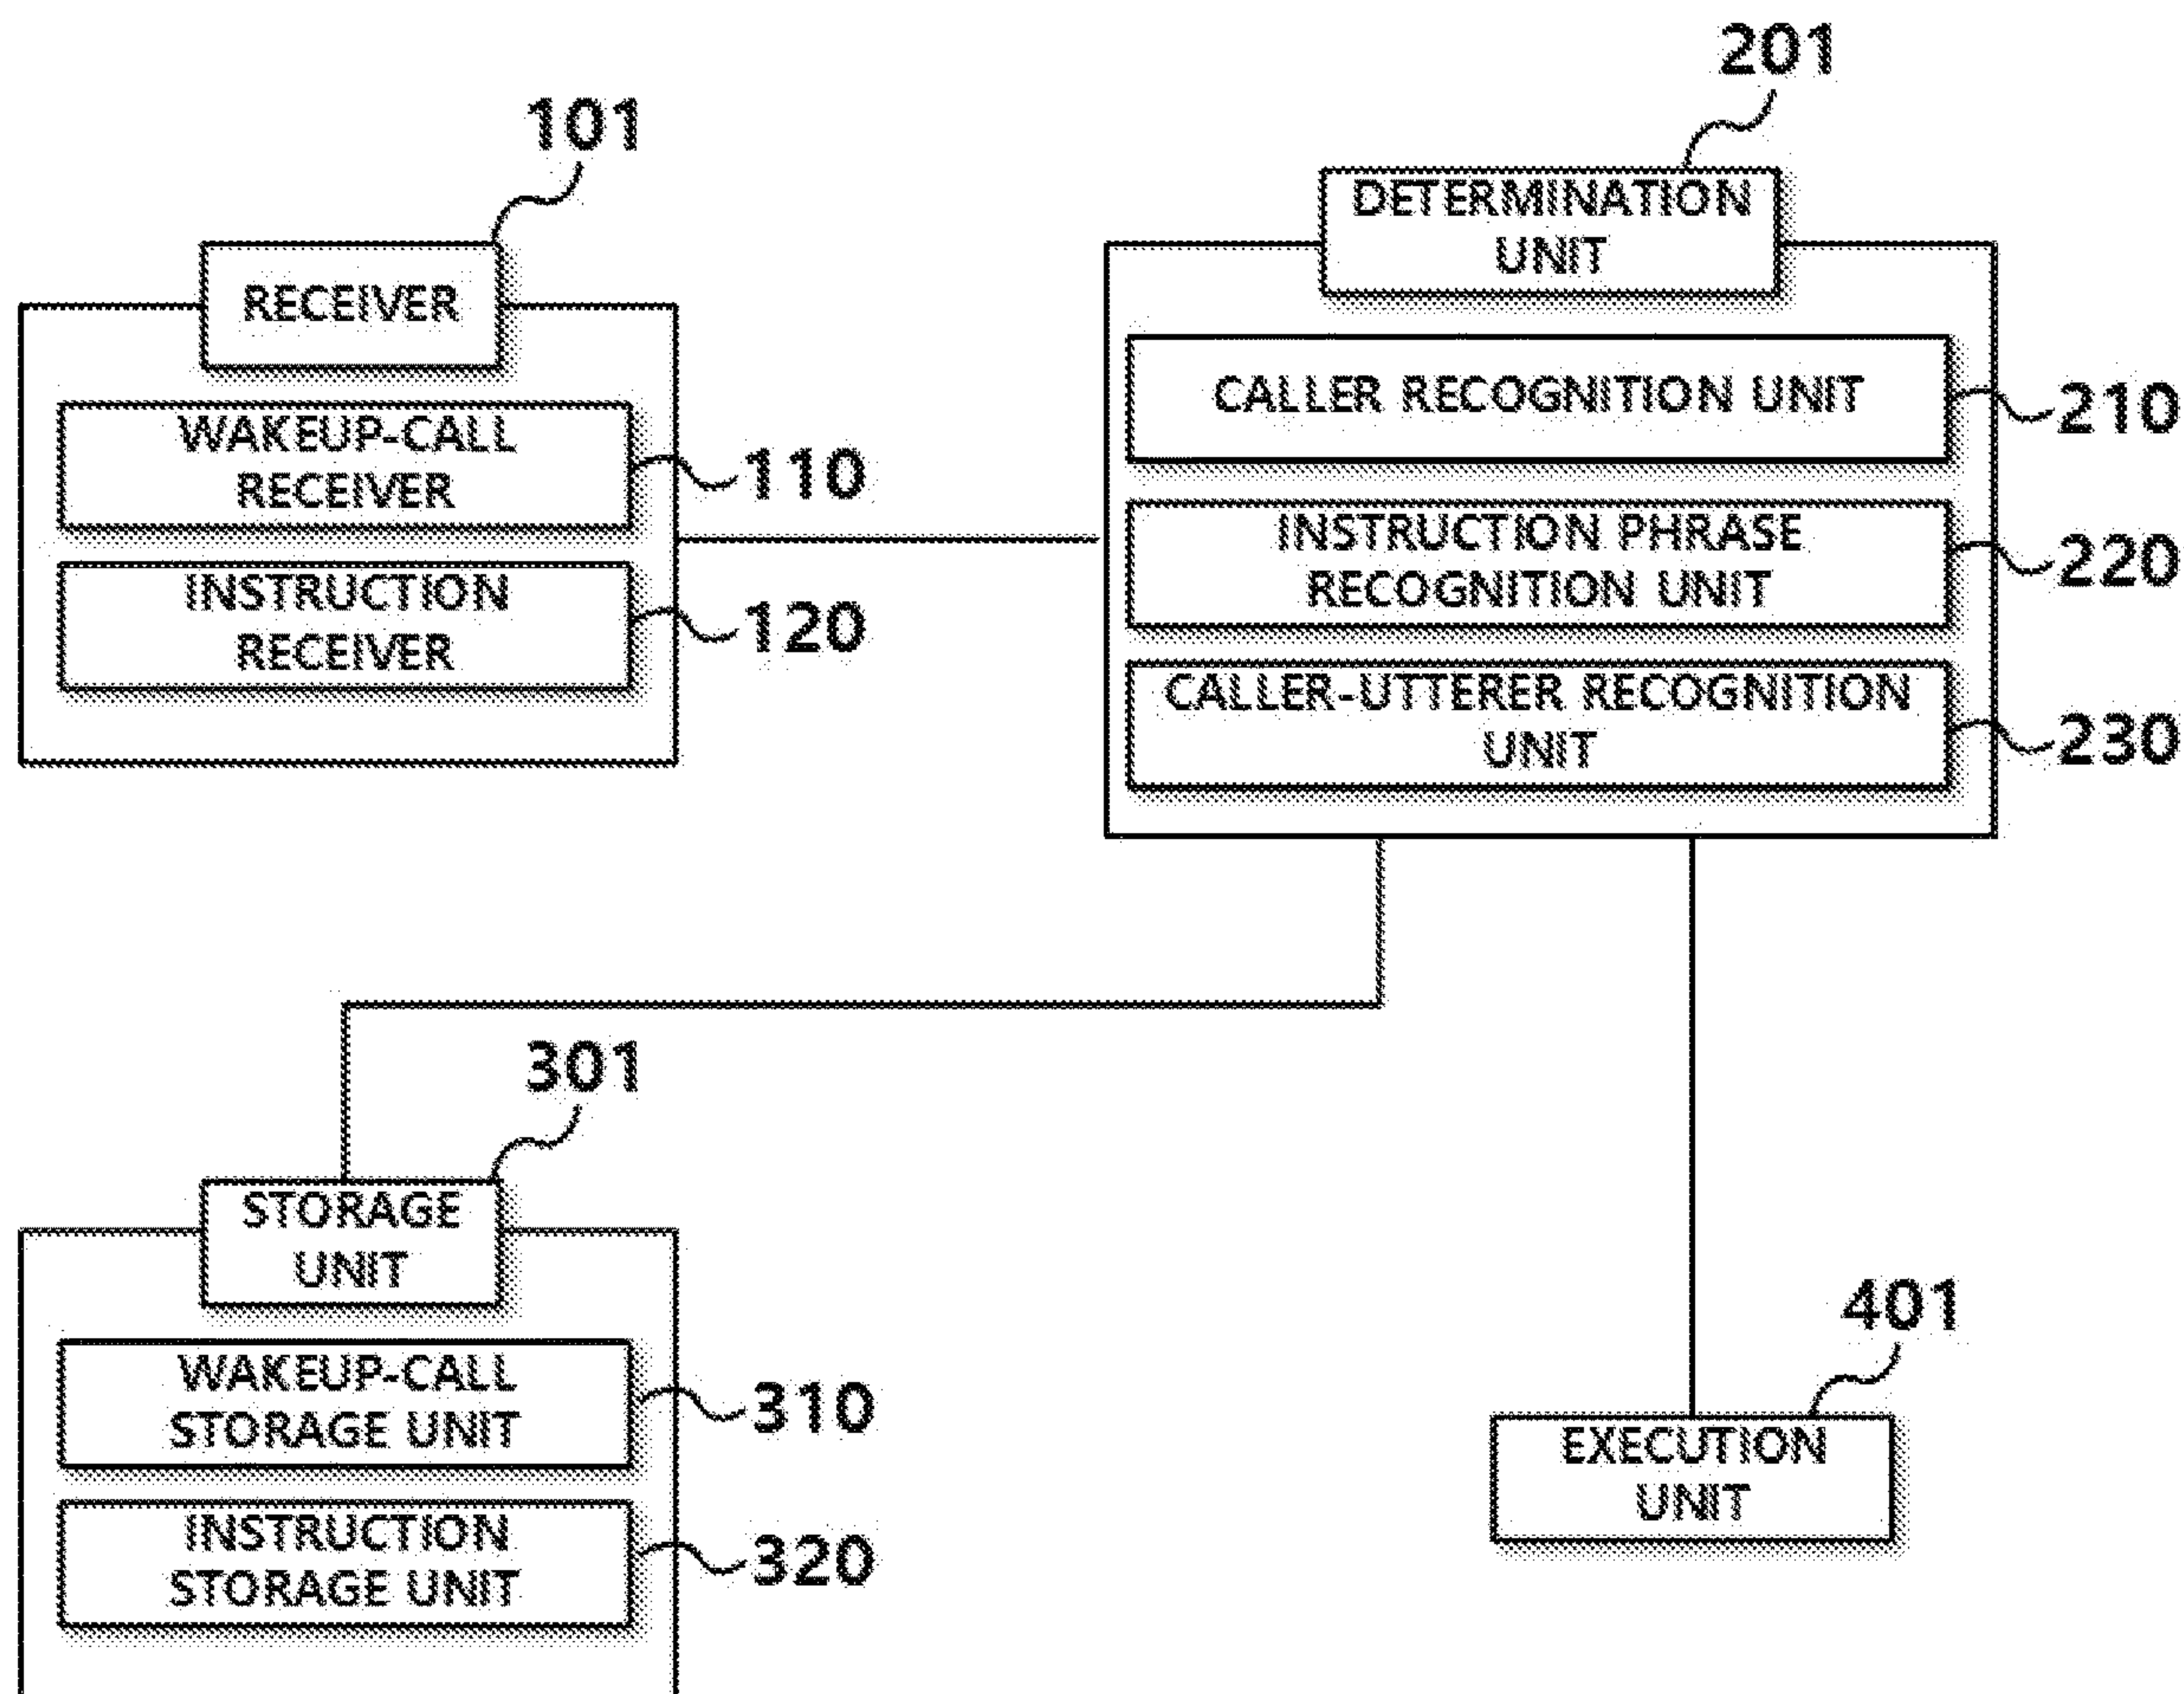 101
RECEIVER
WAKEUP-CALL
RECEIVER
110
INSTRUCTION
RECEIVER
120
201
DETERMINATION
UNIT
CALLER RECOGNITION UNIT
210
INSTRUCTION PHRASE
RECOGNITION UNIT
220
CALLER-UTTERER RECOGNITION
UNIT
230
301
STORAGE
UNIT
WAKEUP-CALL
STORAGE UNIT
310
INSTRUCTION
STORAGE UNIT
320
401
EXECUTION
UNIT